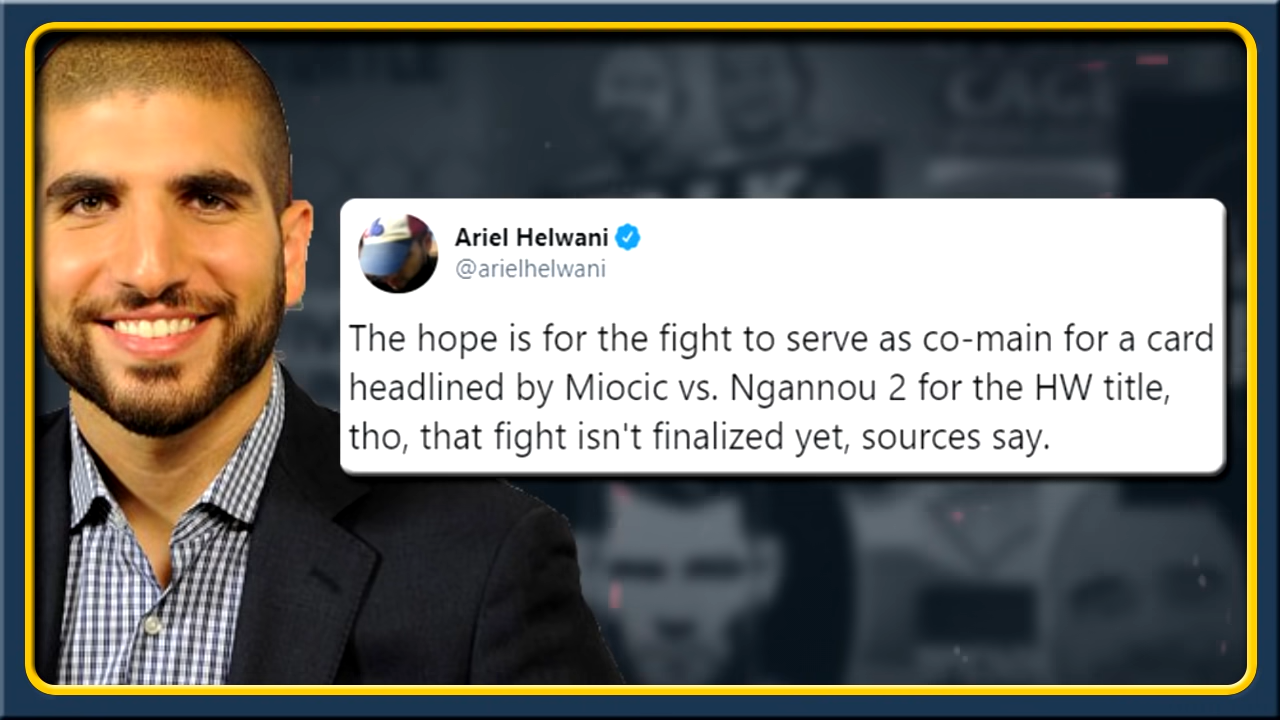 CAGE
Ariel Helwani
@arielhelwani
The hope is for the fight to serve as co-main for a card
headlined by Miocic vs. Ngannou 2 for the HW title,
tho, that fight isn't finalized yet, sources say.